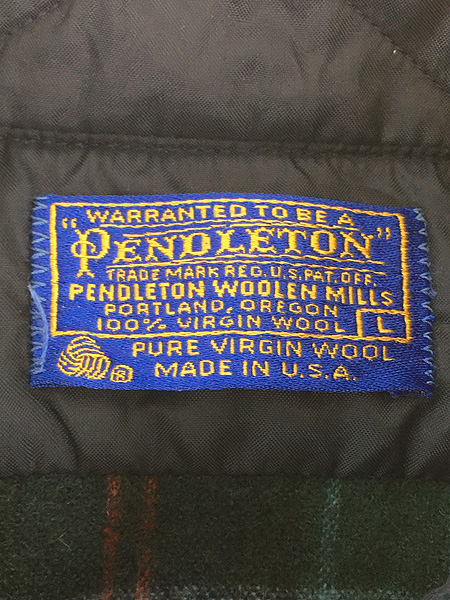 WARRANTED TO BE A
"PENDLETON"
TRADE MARK REG. U.S. PAT. OFF.
PENDLETON WOOLEN MILLS
PORTLAND, OREGON
100% VIRGIN WOOL L
PURE VIRGIN WOOL
® MADE IN U.S.A.